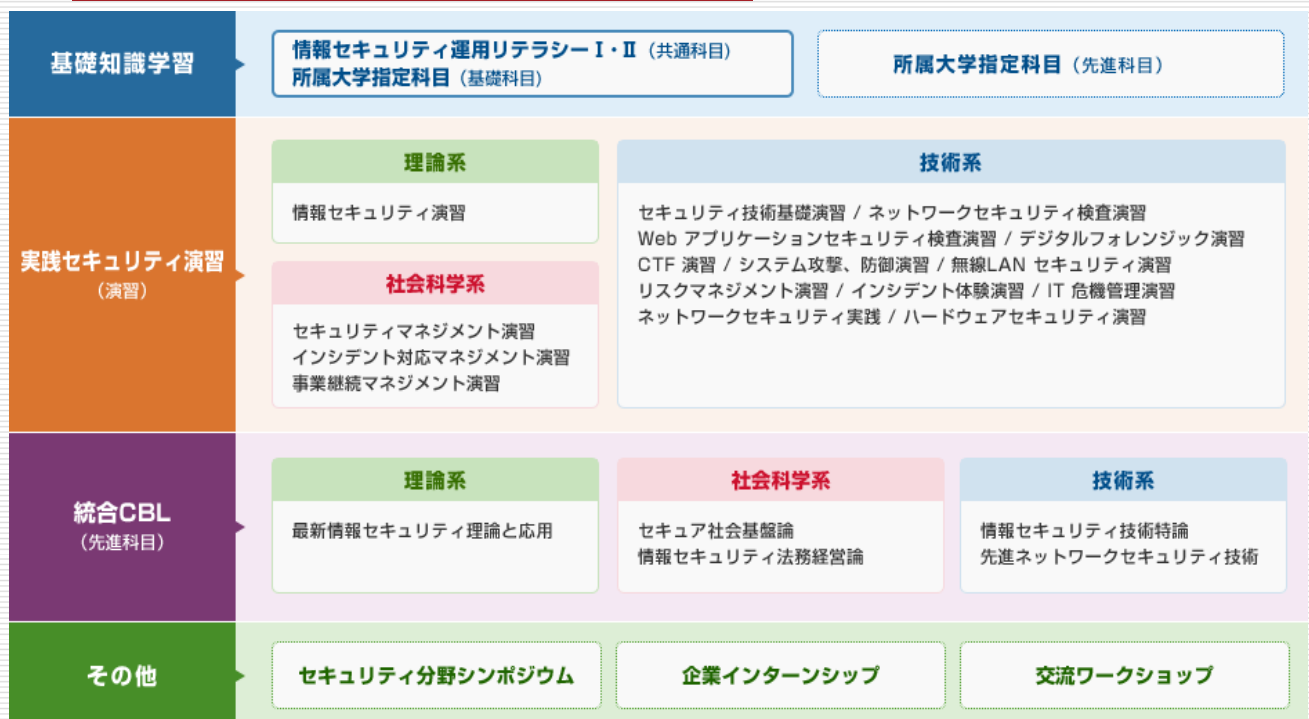 基礎知識学習
情報セキュリティ運用リテラシー I・II（共通科目）
所属大学指定科目（基礎科目）
所属大学指定科目（先進科目）
実践セキュリティ演習
（演習）
理論系
情報セキュリティ演習
社会科学系
セキュリティマネジメント演習
インシデント対応マネジメント演習
事業継続マネジメント演習
技術系
セキュリティ技術基礎演習 / ネットワークセキュリティ検査演習
Web アプリケーションセキュリティ検査演習 / デジタルフォレンジック演習
CTF 演習 / システム攻撃、防御演習 / 無線LAN セキュリティ演習
リスクマネジメント演習 / インシデント体験演習 / IT 危機管理演習
ネットワークセキュリティ実践 / ハードウェアセキュリティ演習
統合CBL
（先進科目）
理論系
最新情報セキュリティ理論と応用
社会科学系
セキュア社会基盤論
情報セキュリティ法務経営論
技術系
情報セキュリティ技術特論
先進ネットワークセキュリティ技術
その他
セキュリティ分野シンポジウム
企業インターンシップ
交流ワークショップ